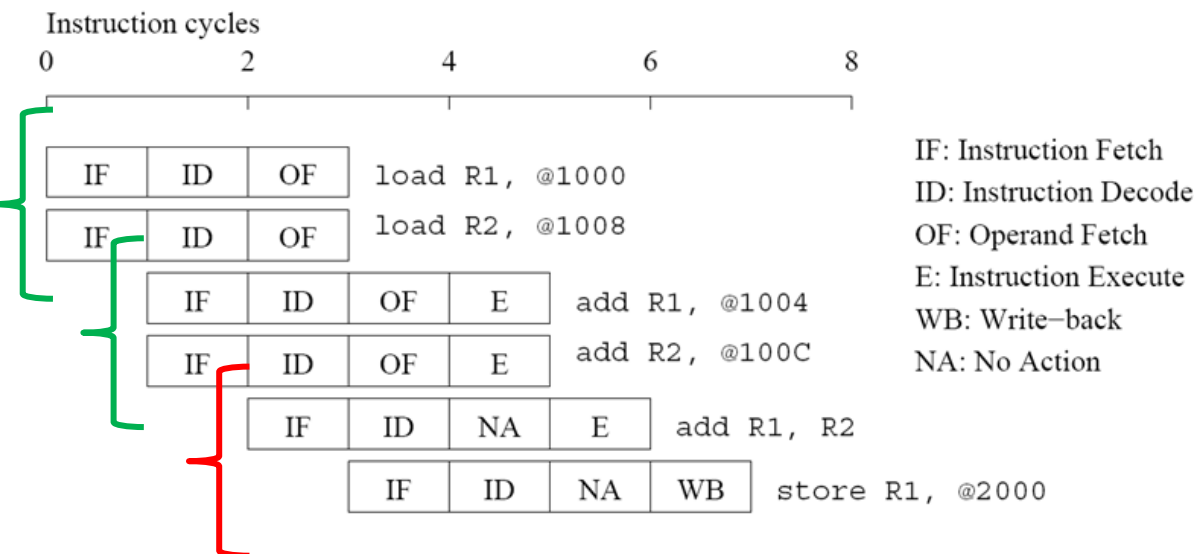 Instruction cycles
0 2 4 6 8
IF ID OF load R1, @1000
IF ID OF load R2, @1008
IF ID OF E add R1, @1004
IF ID OF E add R2, @100C
IF ID NA E add R1, R2
IF ID NA WB store R1, @2000
IF: Instruction Fetch
ID: Instruction Decode
OF: Operand Fetch
E: Instruction Execute
WB: Write−back
NA: No Action